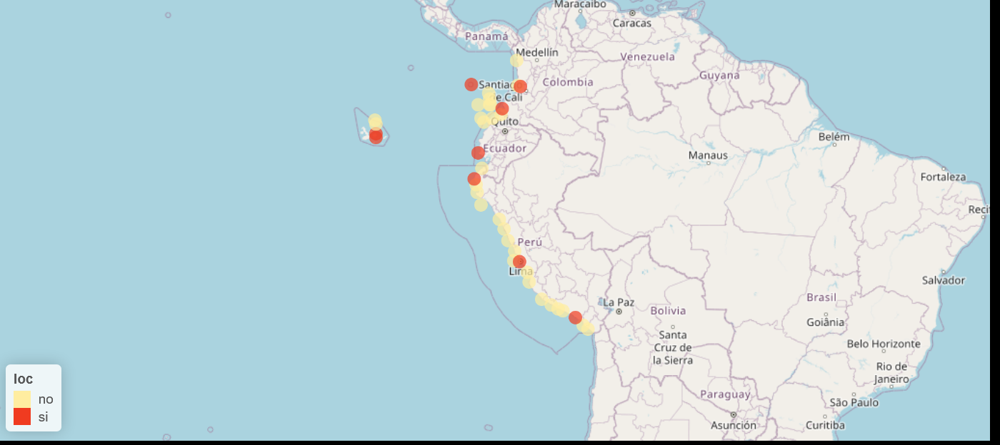 Maracaibo
Caracas
Panamá
Medellín
Venezuela
Guyana
Colombia
Santiag
de Cali
Quito
Belém
Ecuador
Manaus
Fortaleza
Reci
Perú
Lima
Salvador
La Paz
Brasil
Bolivia
Goiânia
Santa
Cruz de
la Sierra
Belo Horizonte
Rio de
Janeiro
Paraguay
São Paulo
Asunción
Curitiba
loc
no
si